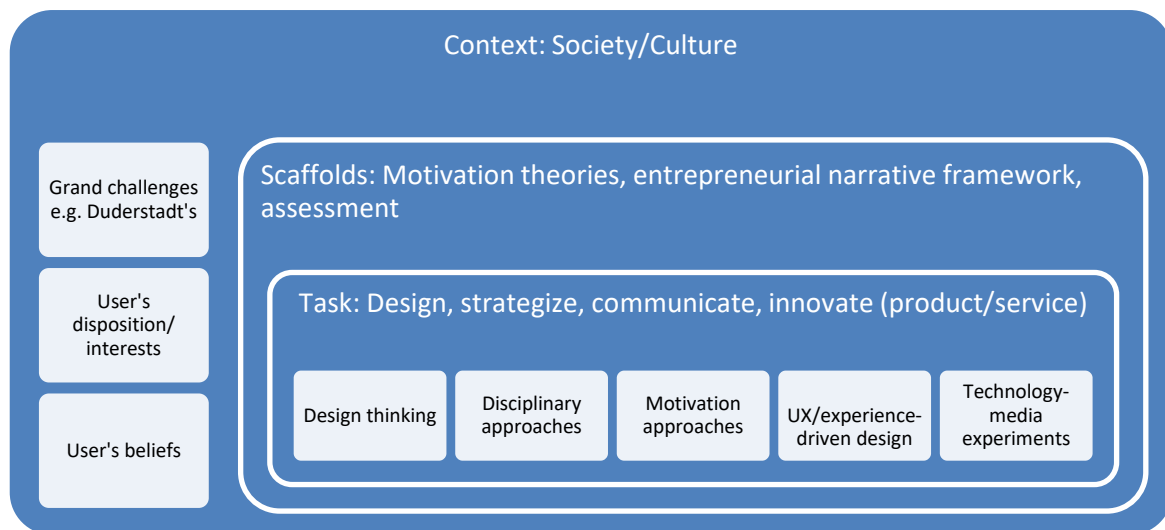 Context: Society/Culture
Grand challenges
e.g. Duderstadt's
User's
disposition/
interests
User's beliefs
Scaffolds: Motivation theories, entrepreneurial narrative framework,
assessment
Task: Design, strategize, communicate, innovate (product/service)
Design thinking
Disciplinary
approaches
Motivation
approaches
UX/experience-
driven design
Technology-
media
experiments